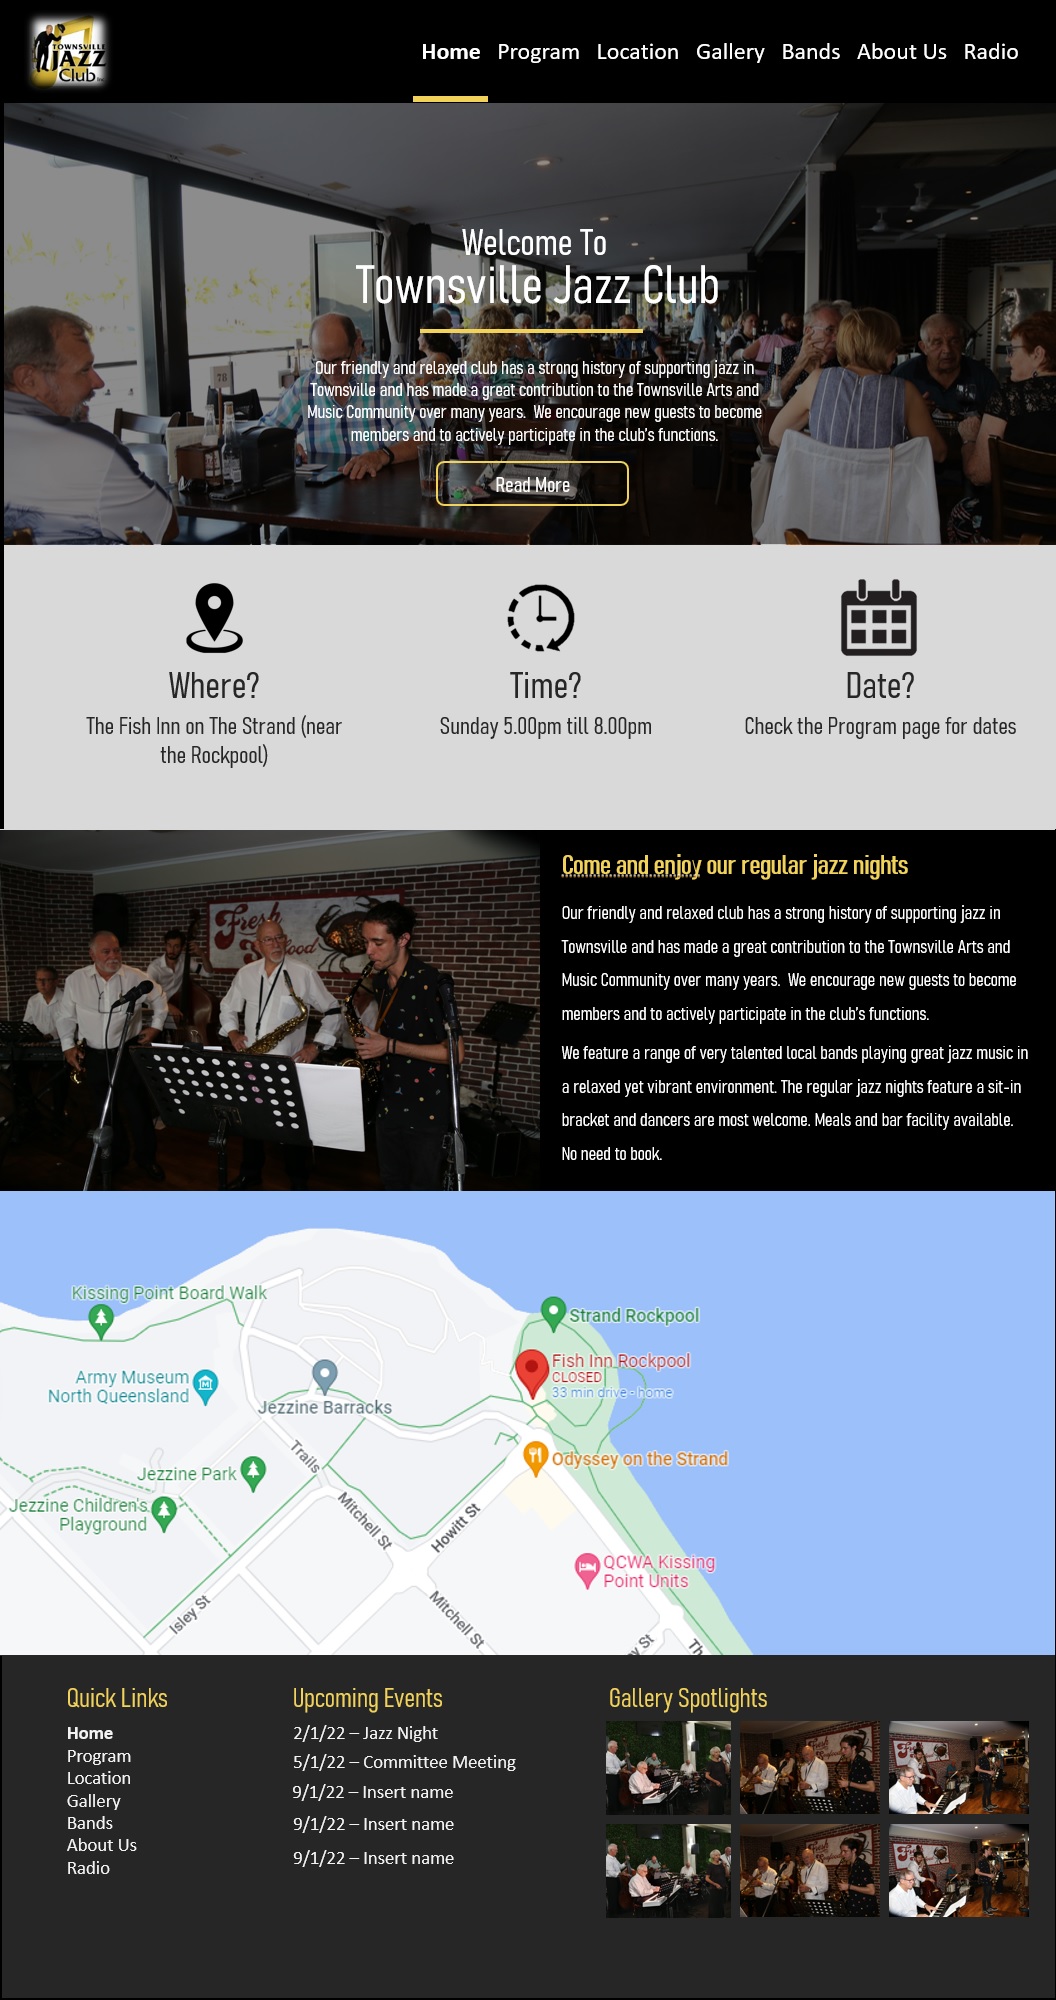 TOWNSVILLE
JAZZ
Club
Home Program Location Gallery Bands About Us Radio
Welcome To
Townsville Jazz Club
78
Our friendly and relaxed club has a strong history of supporting jazz in
Townsville and has made a great contribution to the Townsville Arts and
Music Community over many years. We encourage new guests to become
members and to actively participate in the club's functions.
Read More
Where?
The Fish Inn on The Strand (near
the Rockpool)
Time?
Sunday 5.00pm till 8.00pm
Date?
Check the Program page for dates
Fresh
Come and enjoy our regular jazz nights
Our friendly and relaxed club has a strong history of supporting jazz in
Townsville and has made a great contribution to the Townsville Arts and
Music Community over many years. We encourage new guests to become
members and to actively participate in the club's functions.
We feature a range of very talented local bands playing great jazz music in
a relaxed yet vibrant environment. The regular jazz nights feature a sit-in
bracket and dancers are most welcome. Meals and bar facility available.
No need to book.
Kissing Point Board Walk
Strand Rockpool
Fish Inn Rockpool
CLOSED
33 min drive - home
Army Museum
North Queensland
Jezzine Barracks
Odyssey on the Strand
Trails
Jezzine Park
Jezzine Children's
Playground
Mitchell St
Howitt St
QCWA Kissing
Point Units
Isley St
Mitchell St
Quick Links
Home
Program
Location
Gallery
Bands
About Us
Radio
Upcoming Events
2/1/22 – Jazz Night
5/1/22 – Committee Meeting
9/1/22 – Insert name
9/1/22 – Insert name
9/1/22 – Insert name
Gallery Spotlights